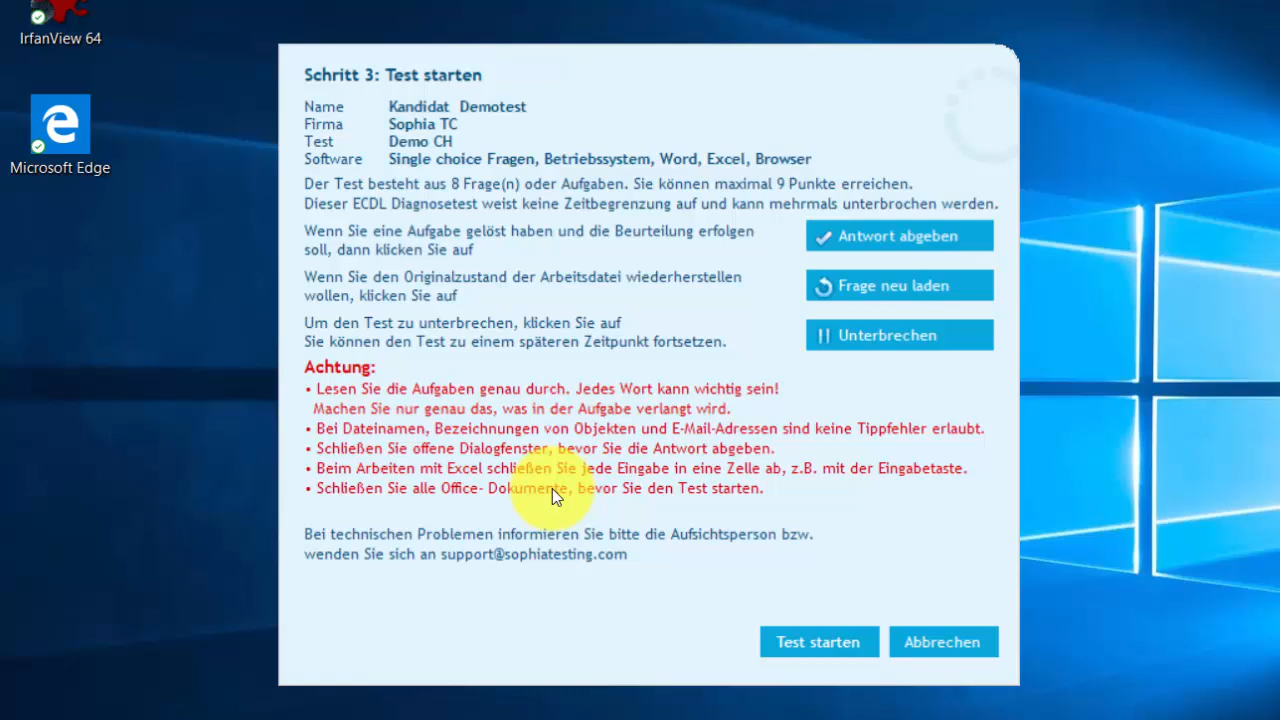 IrfanView 64
Microsoft Edge
Schritt 3: Test starten
Name Kandidat Demotest
Firma Sophia TC
Test Demo CH
Software Single choice Fragen, Betriebssystem, Word, Excel, Browser
Der Test besteht aus 8 Frage(n) oder Aufgaben. Sie können maximal 9 Punkte erreichen.
Dieser ECDL Diagnosetest weist keine Zeitbegrenzung auf und kann mehrmals unterbrochen werden.
Wenn Sie eine Aufgabe gelöst haben und die Beurteilung erfolgen
soll, dann klicken Sie auf
Antwort abgeben
Wenn Sie den Originalzustand der Arbeitsdatei wiederherstellen
wollen, klicken Sie auf
Frage neu laden
Um den Test zu unterbrechen, klicken Sie auf
Sie können den Test zu einem späteren Zeitpunkt fortsetzen.
Unterbrechen
Achtung:
• Lesen Sie die Aufgaben genau durch. Jedes Wort kann wichtig sein!
Machen Sie nur genau das, was in der Aufgabe verlangt wird.
• Bei Dateinamen, Bezeichnungen von Objekten und E-Mail-Adressen sind keine Tippfehler erlaubt.
• Schließen Sie offene Dialogfenster, bevor Sie die Antwort abgeben.
• Beim Arbeiten mit Excel schließen Sie jede Eingabe in eine Zelle ab, z.B. mit der Eingabetaste.
• Schließen Sie alle Office- Dokumente, bevor Sie den Test starten.
Bei technischen Problemen informieren Sie bitte die Aufsichtsperson bzw.
wenden Sie sich an support@sophiatesting.com
Test starten
Abbrechen